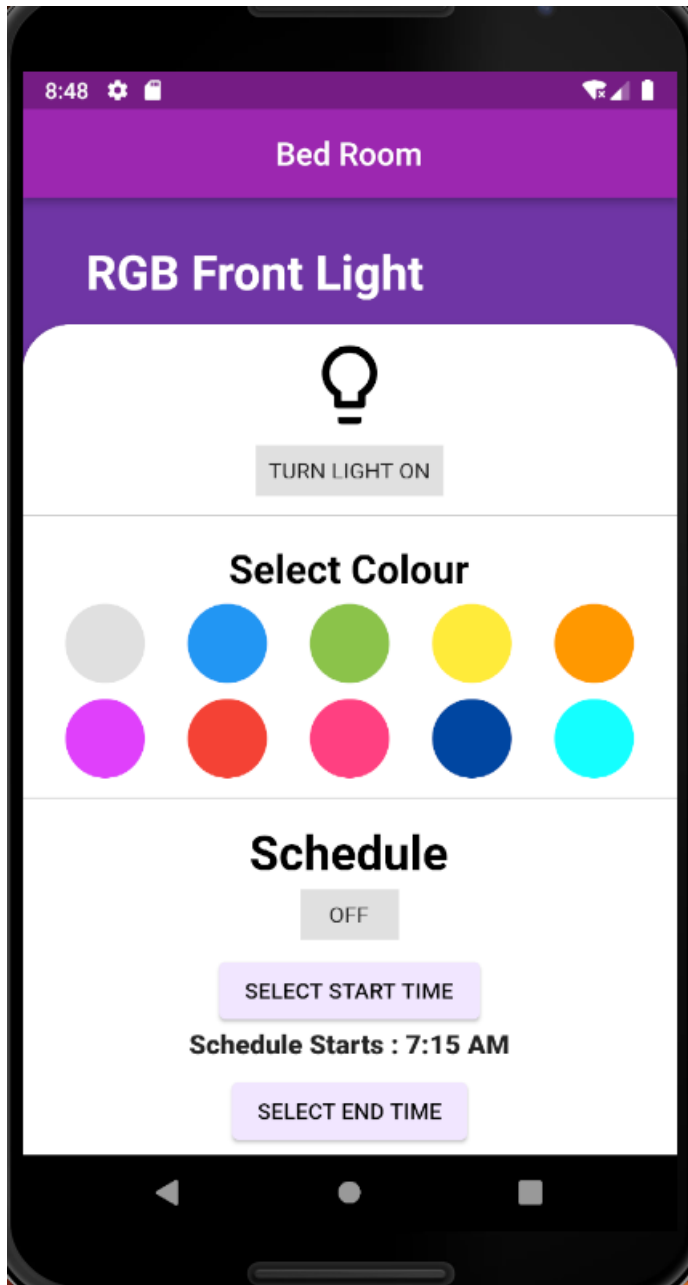 8:48
Bed Room
RGB Front Light
TURN LIGHT ON
Select Colour
Schedule
OFF
SELECT START TIME
Schedule Starts : 7:15 AM
SELECT END TIME